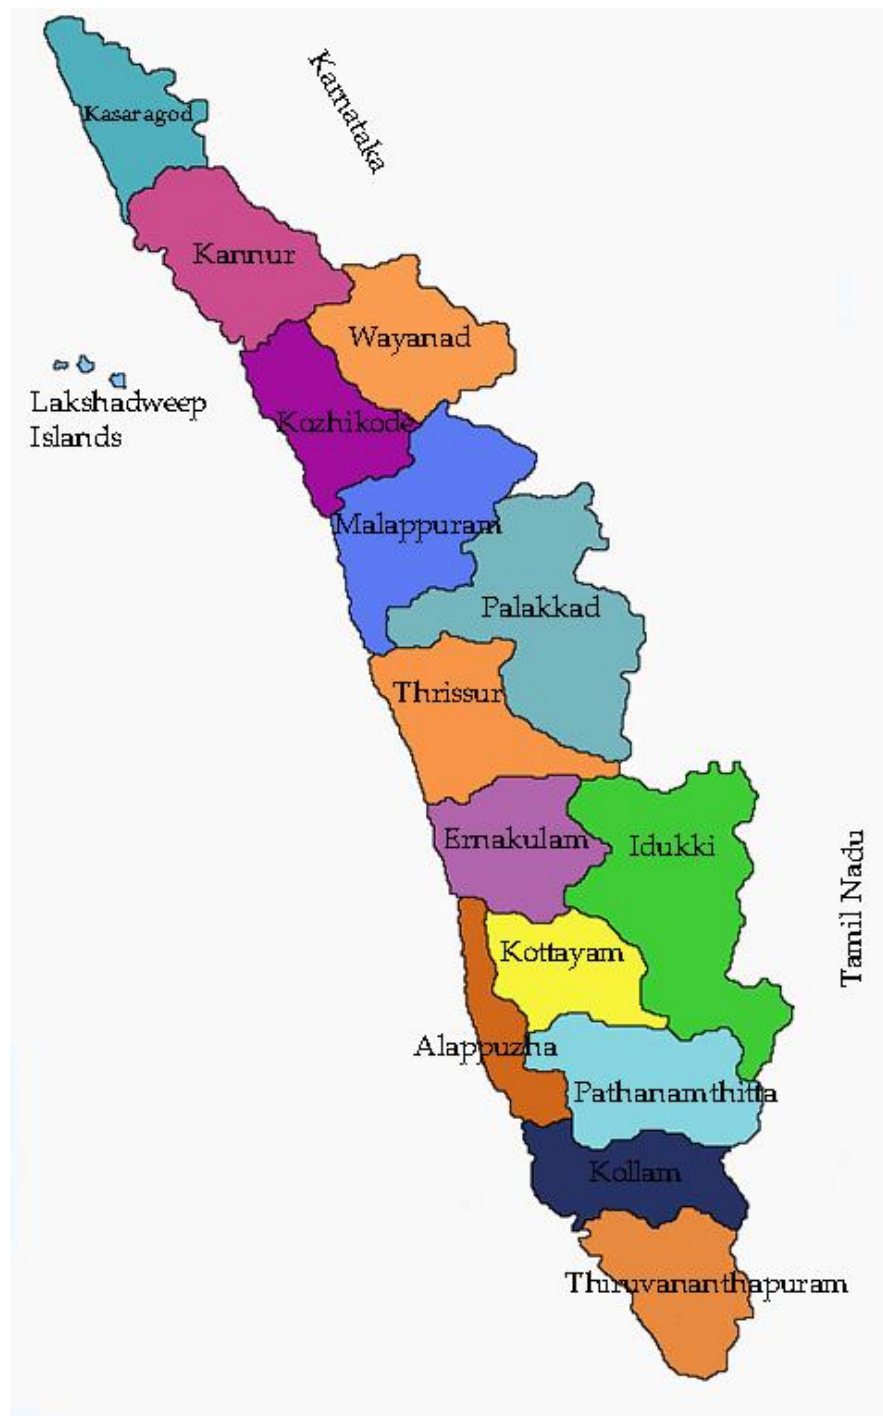 Karnataka
Kasaragod
Kannur
Wayanad
Lakshadweep
Islands
Kozhikode
Malappuram
Palakkad
Thrissur
Ernakulam
Idukki
Tamil Nadu
Kottayam
Alappuzha
Pathanamthitta
Kollam
Thiruvananthapuram